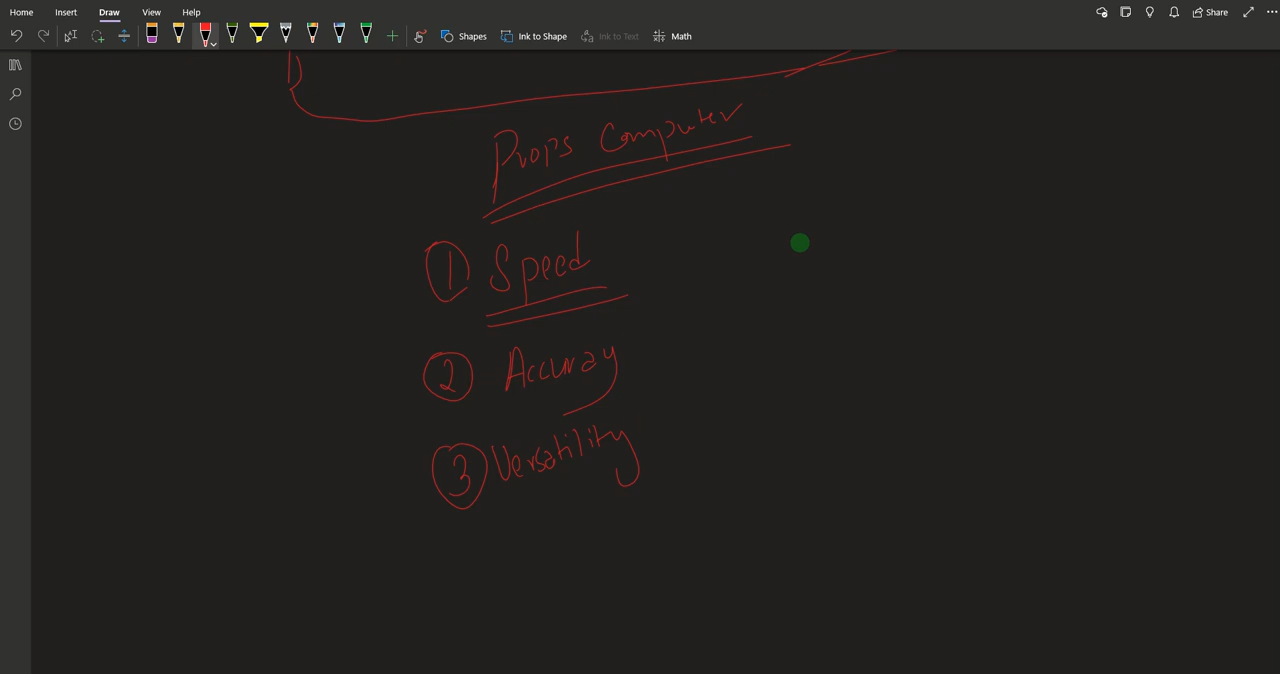 Home Insert Draw View Help Share
Shapes Ink to Shape Ink to Text Math
Props Computer
1 Speed
2 Accuray
3 Versatility